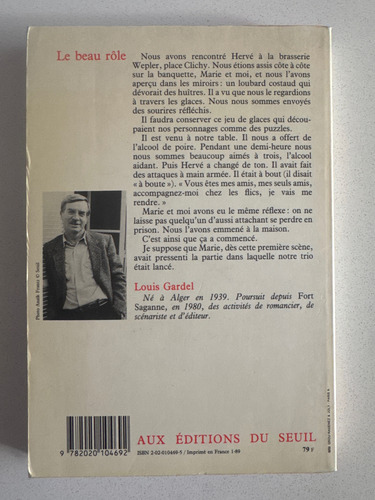 Le beau rôle
Nous avons rencontré Hervé à la brasserie
Wepler, place Clichy. Nous étions assis côte à côte
sur la banquette, Marie et moi, et nous l'avons
aperçu dans les miroirs : un loubard costaud qui
dévorait des huîtres. Il a vu que nous le regardions
à travers les glaces. Nous nous sommes envoyés
des sourires réfléchis.
Il faudra conserver ce jeu de glaces qui décou-
paient nos personnages comme des puzzles.
Il est venu à notre table. Il nous a offert de
l'alcool de poire. Pendant une demi-heure nous
nous sommes beaucoup aimés à trois, l'alcool
aidant. Puis Hervé a changé de ton. Il avait fait
des attaques à main armée. Il était à bout (il disait
« à boute »). « Vous êtes mes amis, mes seuls amis,
accompagnez-moi chez les flics, je vais me
rendre. »
Marie et moi avons eu le même réflexe : on ne
laisse pas quelqu'un d'aussi attachant se perdre en
prison. Nous l'avons emmené à la maison.
C'est ainsi que ça a commencé.
Je suppose que Marie, dès cette première scène,
avait pressenti la partie dans laquelle notre trio
était lancé.
Louis Gardel
Né à Alger en 1939. Poursuit depuis Fort
Saganne, en 1980, des activités de romancier, de
scénariste et d'éditeur.
Photo Anaik Frantz © Seuil
9 782020 104692
AUX ÉDITIONS DU SEUIL
ISBN 2-02-010469-5 / Imprimé en France 1-89
79 F